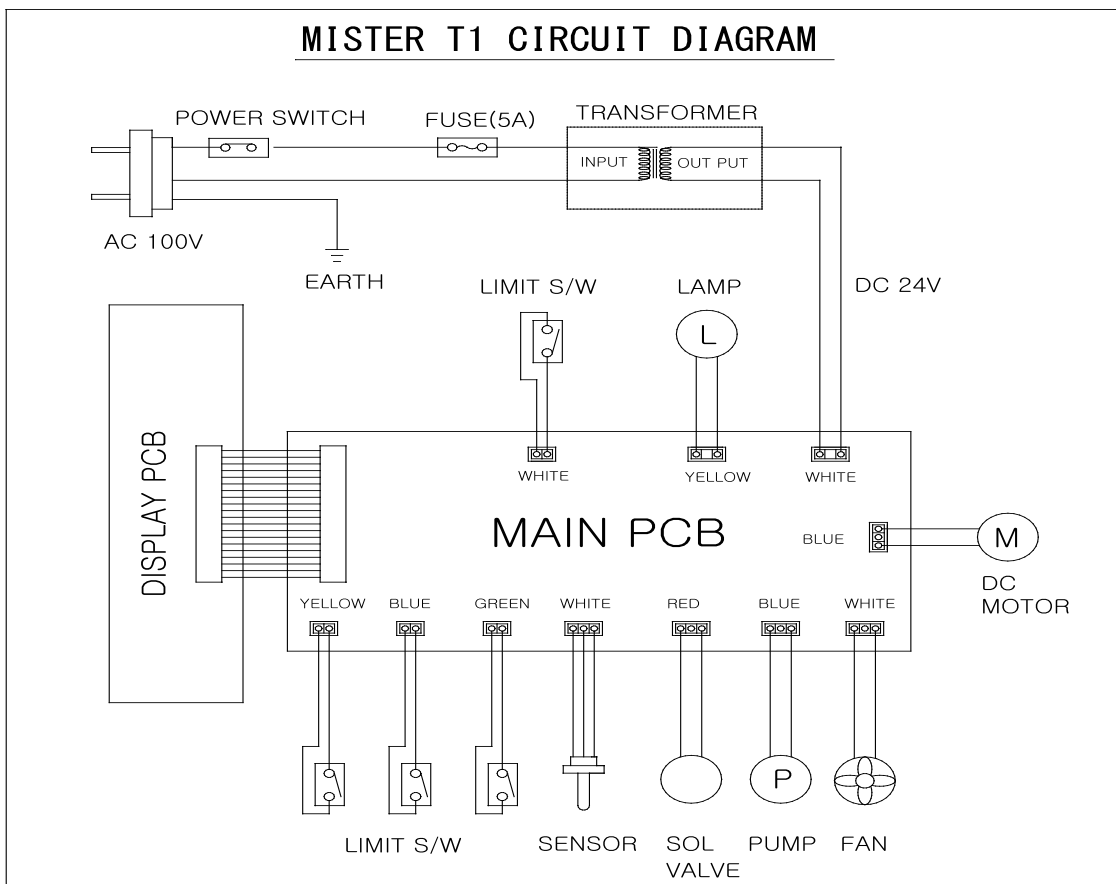 MISTER T1 CIRCUIT DIAGRAM
POWER SWITCH
FUSE(5A)
TRANSFORMER
INPUT
OUT PUT
AC 100V
EARTH
LIMIT S/W
LAMP
DC 24V
L
DISPLAY PCB
WHITE
YELLOW
WHITE
MAIN PCB
BLUE
M
DC
MOTOR
YELLOW
BLUE
GREEN
WHITE
RED
BLUE
WHITE
P
LIMIT S/W
SENSOR
SOL
VALVE
PUMP
FAN